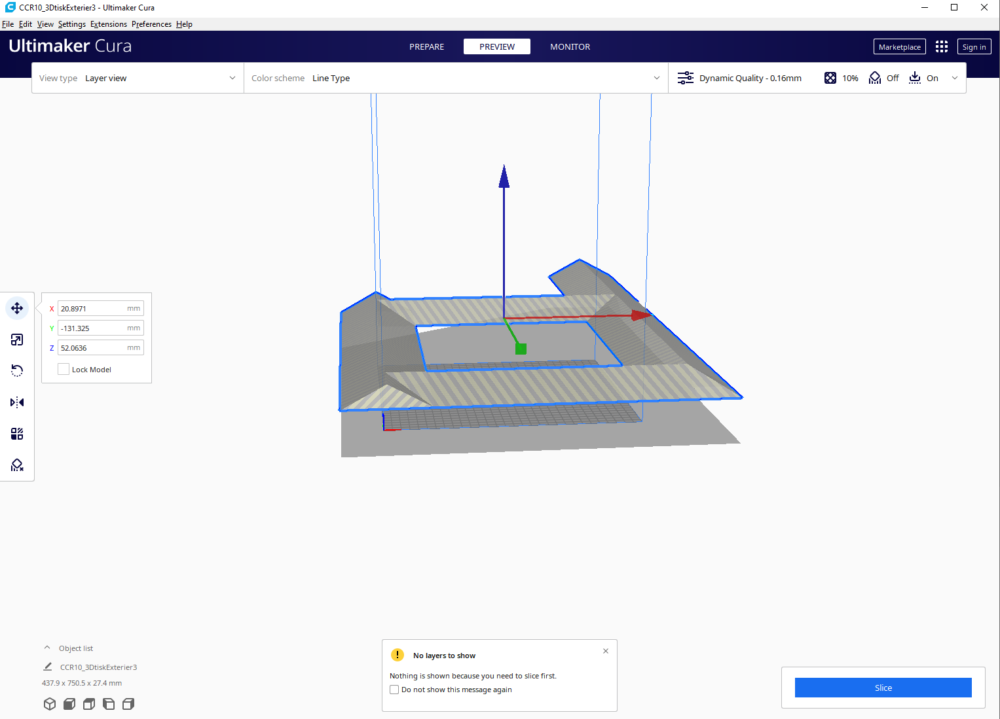 CCR10_3DtiskExterier3 - Ultimaker Cura
File Edit View Settings Extensions Preferences Help
Ultimaker Cura
PREPARE PREVIEW MONITOR
Marketplace Sign in
View type Layer view Color scheme Line Type Dynamic Quality - 0.16mm 10% Off On
X 20.8971 mm
Y -131.325 mm
Z 52.0636 mm
Lock Model
Object list
CCR10_3DtiskExterier3
437.9 x 750.5 x 27.4 mm
No layers to show
Nothing is shown because you need to slice first.
Do not show this message again
Slice